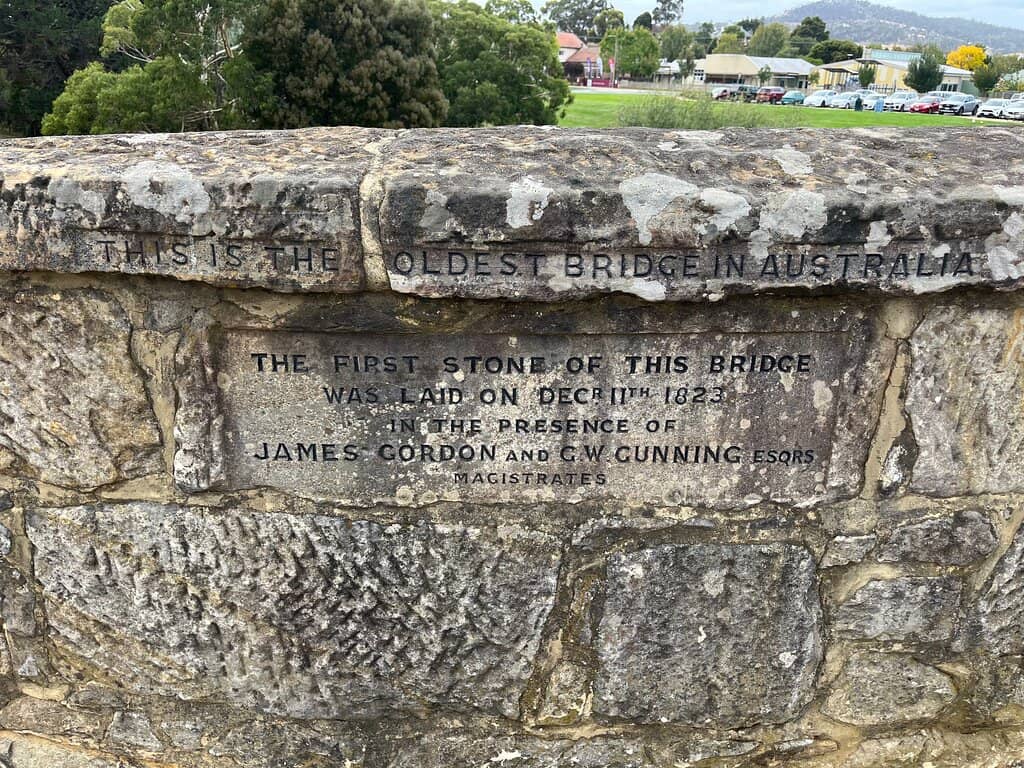 THIS IS THE OLDEST BRIDGE IN AUSTRALIA
THE FIRST STONE OF THIS BRIDGE
WAS LAID ON DECR 11TH 1823
IN THE PRESENCE OF
JAMES GORDON AND G.W. GUNNING ESQRS
MAGISTRATES